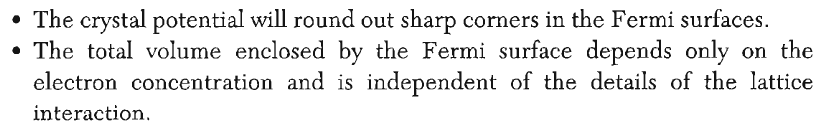 • The crystal potential will round out sharp corners in the Fermi surfaces.
• The total volume enclosed by the Fermi surface depends only on the
electron concentration and is independent of the details of the lattice
interaction.